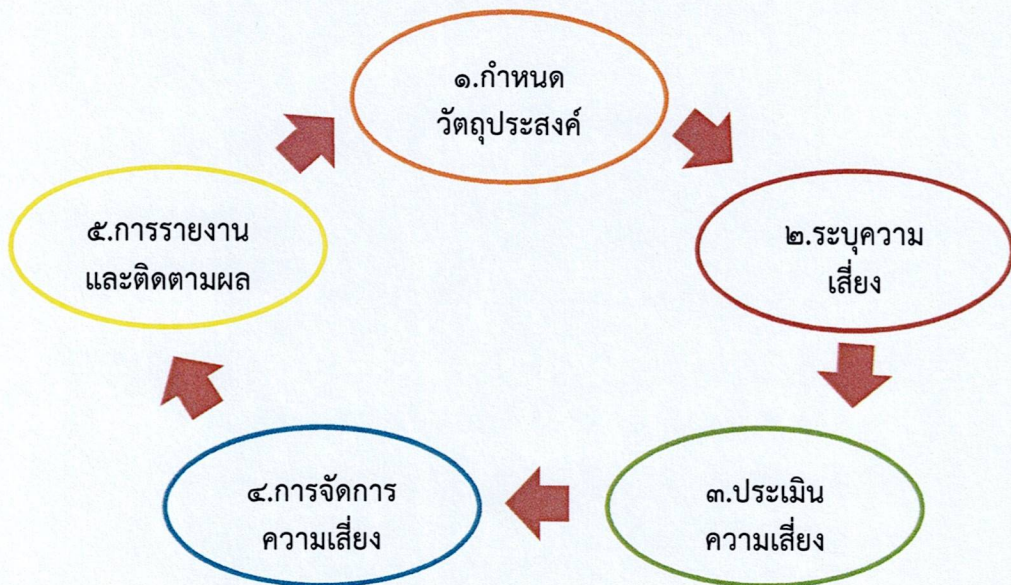 ๑.กำหนด
วัตถุประสงค์
๒.ระบุความ
เสี่ยง
๓.ประเมิน
ความเสี่ยง
๔.การจัดการ
ความเสี่ยง
๕.การรายงาน
และติดตามผล